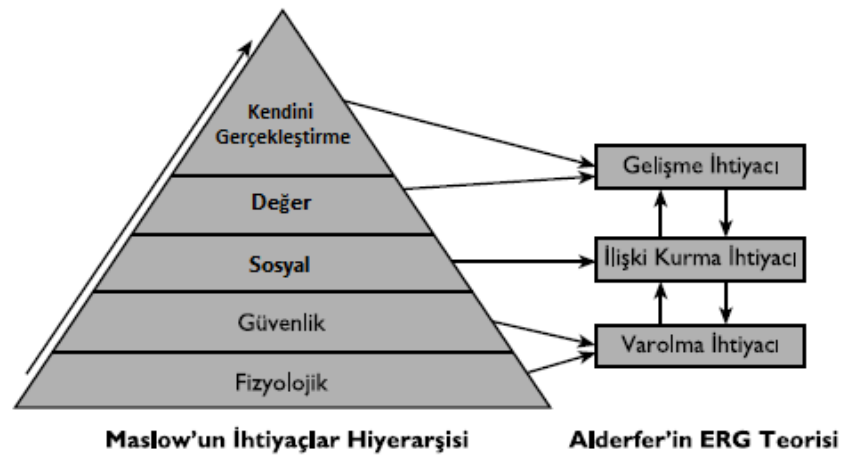 Kendini
Gerçekleştirme
Değer
Sosyal
Güvenlik
Fizyolojik
Gelişme İhtiyacı
İlişki Kurma İhtiyacı
Varolma İhtiyacı
Maslow'un İhtiyaçlar Hiyerarşisi
Alderfer'in ERG Teorisi